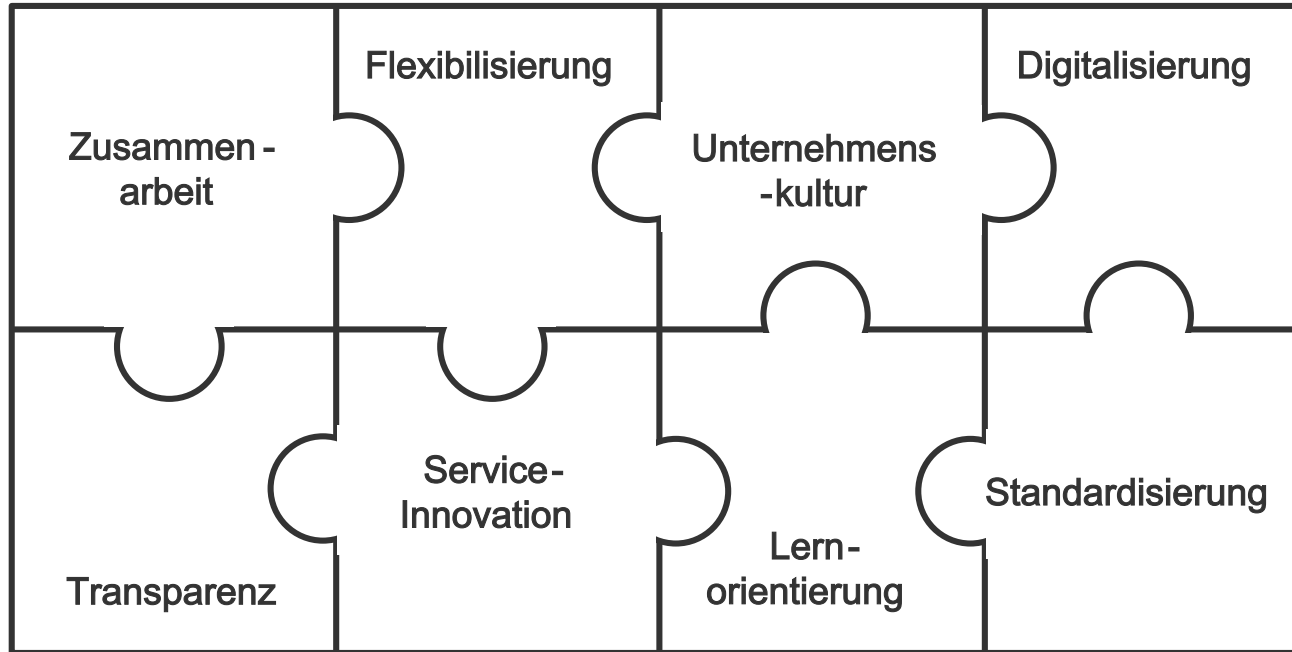 Zusammen-
arbeit
Flexibilisierung
Unternehmens
-kultur
Digitalisierung
Transparenz
Service-
Innovation
Lern-
orientierung
Standardisierung